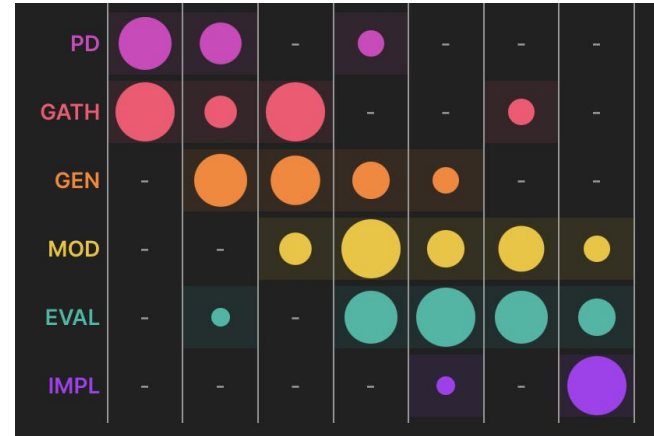 PD - - - -
GATH - - -
GEN - - -
MOD - -
EVAL - -
IMPL - - - - -